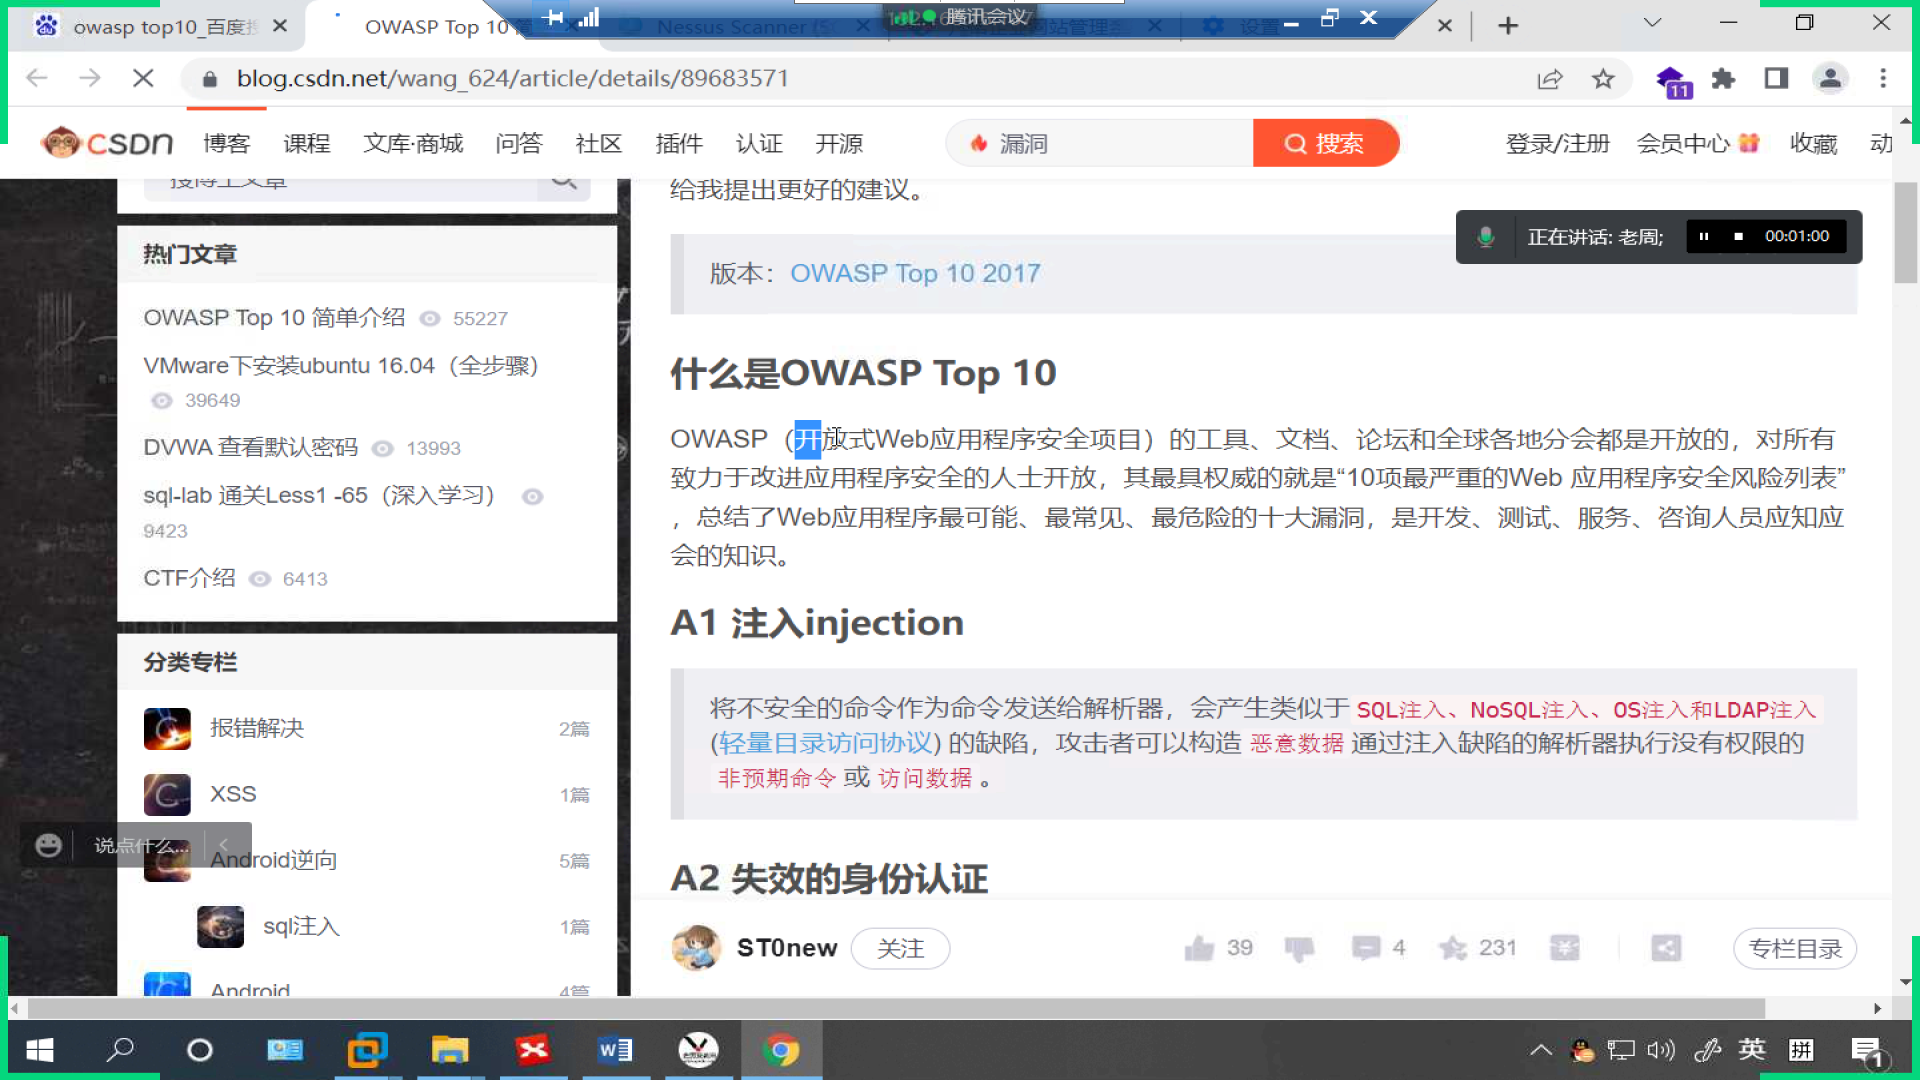 owasp top10_百度搜
OWASP Top 10 简
Nessus Scanner (5
网站管理系
设置
腾讯会议
blog.csdn.net/wang_624/article/details/89683571
11
CSDN
博客
课程
文库·商城
问答
社区
插件
认证
开源
漏洞
搜索
登录/注册
会员中心
收藏
动
搜博主文章
给我提出更好的建议。
正在讲话: 老周;
00:01:00
热门文章
版本：OWASP Top 10 2017
OWASP Top 10 简单介绍 55227
VMware下安装ubuntu 16.04（全步骤）
39649
DVWA 查看默认密码 13993
sql-lab 通关Less1 -65（深入学习）
9423
CTF介绍 6413
什么是OWASP Top 10
OWASP（开放式Web应用程序安全项目）的工具、文档、论坛和全球各地分会都是开放的，对所有
致力于改进应用程序安全的人士开放，其最具权威的就是“10项最严重的Web 应用程序安全风险列表”
，总结了Web应用程序最可能、最常见、最危险的十大漏洞，是开发、测试、服务、咨询人员应知应
会的知识。
A1 注入injection
将不安全的命令作为命令发送给解析器，会产生类似于 SQL注入、NoSQL注入、OS注入和LDAP注入
(轻量目录访问协议) 的缺陷，攻击者可以构造 恶意数据 通过注入缺陷的解析器执行没有权限的
非预期命令 或 访问数据 。
A2 失效的身份认证
分类专栏
报错解决 2篇
XSS 1篇
Android逆向 5篇
sql注入 1篇
Android 4篇
说点什么...
ST0new
关注
39
4
231
专栏目录
英
拼
1